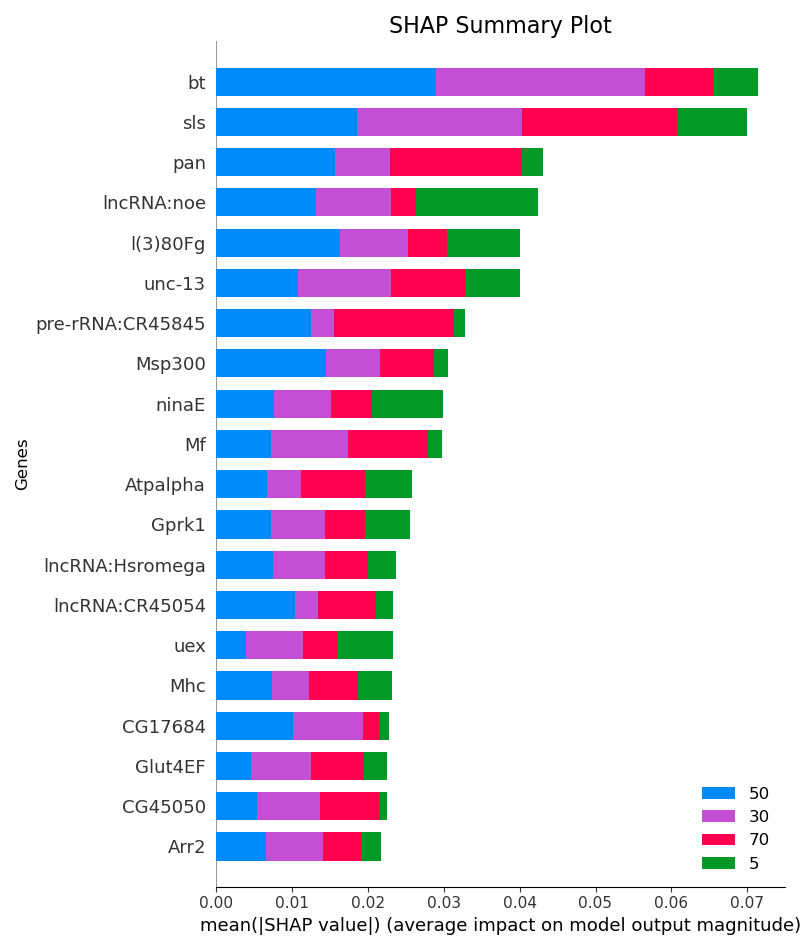 SHAP Summary Plot
bt
sls
pan
lncRNA:noe
l(3)80Fg
unc-13
pre-rRNA:CR45845
Msp300
ninaE
Mf
Atpalpha
Gprk1
lncRNA:Hsromega
lncRNA:CR45054
uex
Mhc
CG17684
Glut4EF
CG45050
Arr2
Genes
50
30
70
5
0.00 0.01 0.02 0.03 0.04 0.05 0.06 0.07
mean(|SHAP value|) (average impact on model output magnitude)